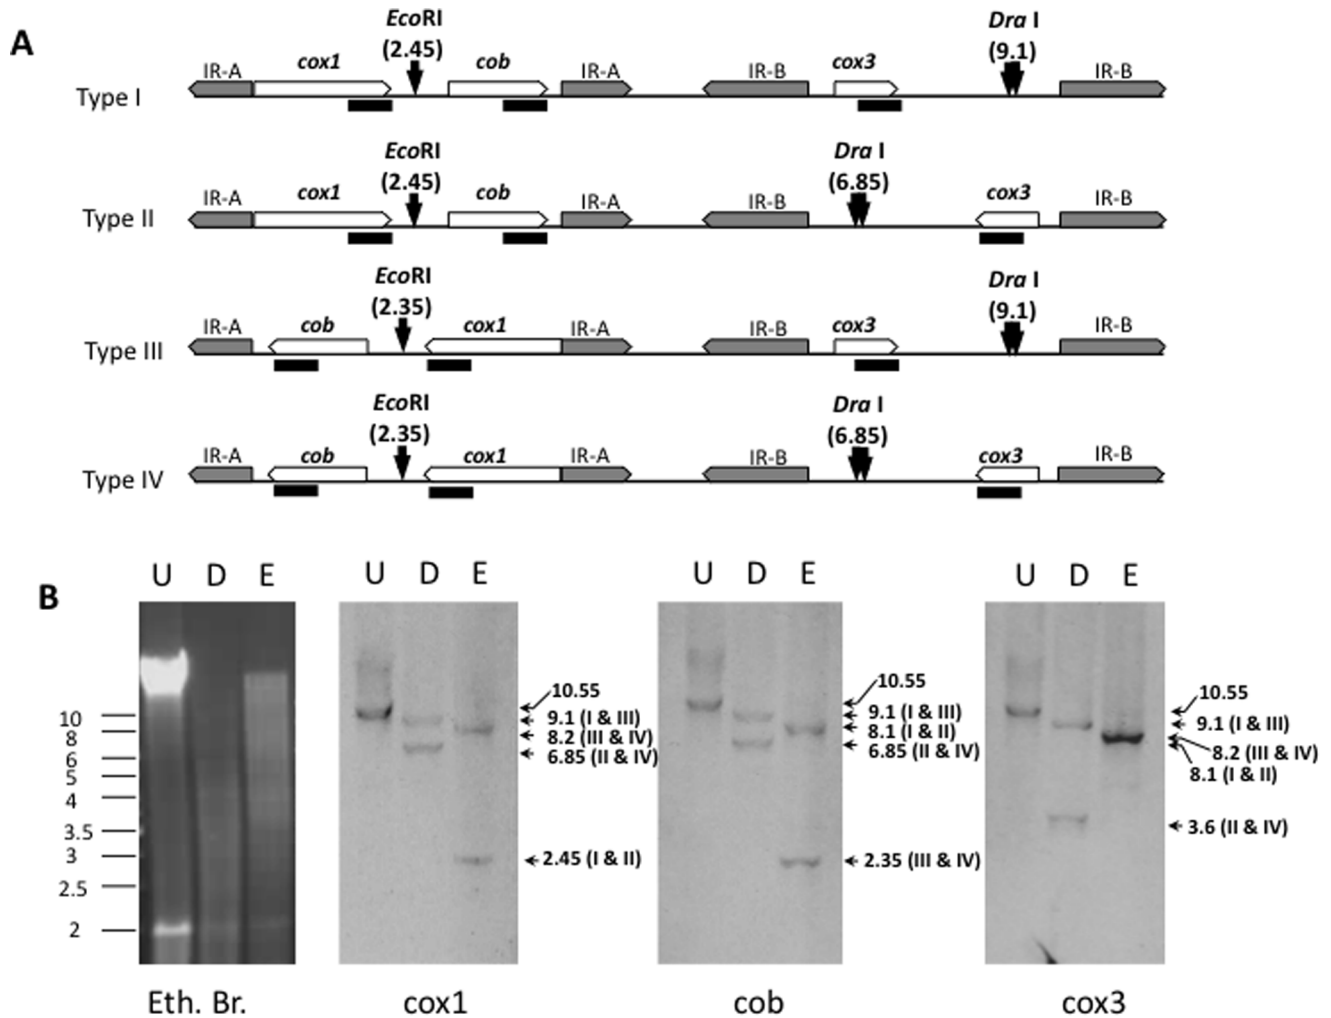 A
EcoRI
(2.45)
Dra I
(9.1)
IR-A
cox1
cob
IR-A
IR-B
cox3
IR-B
Type I
EcoRI
(2.45)
Dra I
(6.85)
IR-A
cox1
cob
IR-A
IR-B
cox3
IR-B
Type II
EcoRI
(2.35)
Dra I
(9.1)
IR-A
cob
cox1
IR-A
IR-B
cox3
IR-B
Type III
EcoRI
(2.35)
Dra I
(6.85)
IR-A
cob
cox1
IR-A
IR-B
cox3
IR-B
Type IV
B
U D E
10
8
6
5
4
3.5
3
2.5
2
Eth. Br.
U D E
10.55
9.1 (I & III)
8.2 (III & IV)
6.85 (II & IV)
2.45 (I & II)
cox1
U D E
10.55
9.1 (I & III)
8.1 (I & II)
6.85 (II & IV)
2.35 (III & IV)
cob
U D E
10.55
9.1 (I & III)
8.2 (III & IV)
8.1 (I & II)
3.6 (II & IV)
cox3